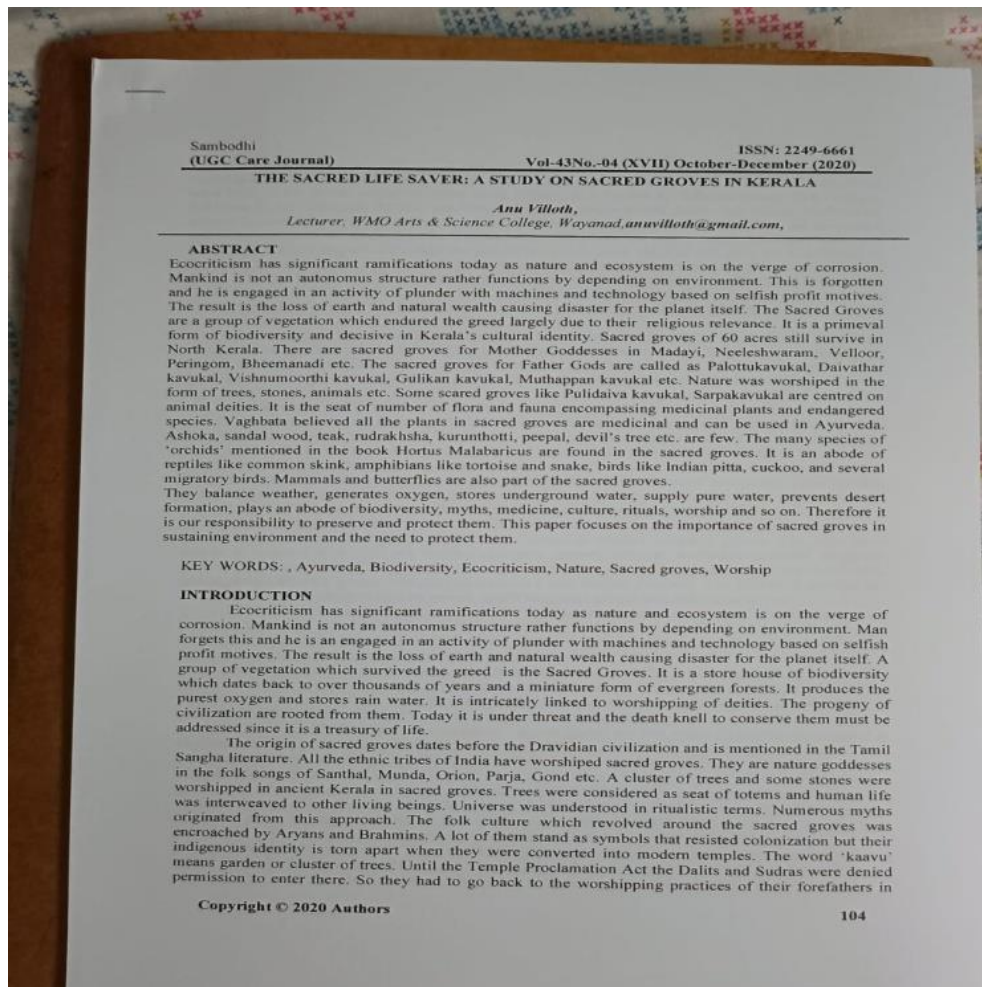 Sambodhi
(UGC Care Journal)
ISSN: 2249-6661
Vol-43No.-04 (XVII) October-December (2020)
THE SACRED LIFE SAVER: A STUDY ON SACRED GROVES IN KERALA
Anu Villoth,
Lecturer, WMO Arts & Science College, Wayanad,anuvilloth@gmail.com,
ABSTRACT
Ecocriticism has significant ramifications today as nature and ecosystem is on the verge of corrosion.
Mankind is not an autonomus structure rather functions by depending on environment. This is forgotten
and he is engaged in an activity of plunder with machines and technology based on selfish profit motives.
The result is the loss of earth and natural wealth causing disaster for the planet itself. The Sacred Groves
are a group of vegetation which endured the greed largely due to their religious relevance. It is a primeval
form of biodiversity and decisive in Kerala's cultural identity. Sacred groves of 60 acres still survive in
North Kerala. There are sacred groves for Mother Goddesses in Madayi, Neeleshwaram, Velloor,
Peringom, Bheemanadi etc. The sacred groves for Father Gods are called as Palottukavukal, Daivathar
kavukal, Vishnumoorthi kavukal, Gulikan kavukal, Muthappan kavukal etc. Nature was worshiped in the
form of trees, stones, animals etc. Some scared groves like Pulidaiva kavukal, Sarpakavukal are centred on
animal deities. It is the seat of number of flora and fauna encompassing medicinal plants and endangered
species. Vaghbata believed all the plants in sacred groves are medicinal and can be used in Ayurveda.
Ashoka, sandal wood, teak, rudrakhsha, kurunthotti, peepal, devil's tree etc. are few. The many species of
'orchids' mentioned in the book Hortus Malabaricus are found in the sacred groves. It is an abode of
reptiles like common skink, amphibians like tortoise and snake, birds like Indian pitta, cuckoo, and several
migratory birds. Mammals and butterflies are also part of the sacred groves.
They balance weather, generates oxygen, stores underground water, supply pure water, prevents desert
formation, plays an abode of biodiversity, myths, medicine, culture, rituals, worship and so on. Therefore it
is our responsibility to preserve and protect them. This paper focuses on the importance of sacred groves in
sustaining environment and the need to protect them.
KEY WORDS: , Ayurveda, Biodiversity, Ecocriticism, Nature, Sacred groves, Worship
INTRODUCTION
Ecocriticism has significant ramifications today as nature and ecosystem is on the verge of
corrosion. Mankind is not an autonomus structure rather functions by depending on environment. Man
forgets this and he is an engaged in an activity of plunder with machines and technology based on selfish
profit motives. The result is the loss of earth and natural wealth causing disaster for the planet itself. A
group of vegetation which survived the greed is the Sacred Groves. It is a store house of biodiversity
which dates back to over thousands of years and a miniature form of evergreen forests. It produces the
purest oxygen and stores rain water. It is intricately linked to worshipping of deities. The progeny of
civilization are rooted from them. Today it is under threat and the death knell to conserve them must be
addressed since it is a treasury of life.
The origin of sacred groves dates before the Dravidian civilization and is mentioned in the Tamil
Sangha literature. All the ethnic tribes of India have worshiped sacred groves. They are nature goddesses
in the folk songs of Santhal, Munda, Orion, Parja, Gond etc. A cluster of trees and some stones were
worshipped in ancient Kerala in sacred groves. Trees were considered as seat of totems and human life
was interweaved to other living beings. Universe was understood in ritualistic terms. Numerous myths
originated from this approach. The folk culture which revolved around the sacred groves was
encroached by Aryans and Brahmins. A lot of them stand as symbols that resisted colonization but their
indigenous identity is torn apart when they were converted into modern temples. The word 'kaavu'
means garden or cluster of trees. Until the Temple Proclamation Act the Dalits and Sudras were denied
permission to enter there. So they had to go back to the worshipping practices of their forefathers in
Copyright © 2020 Authors
104